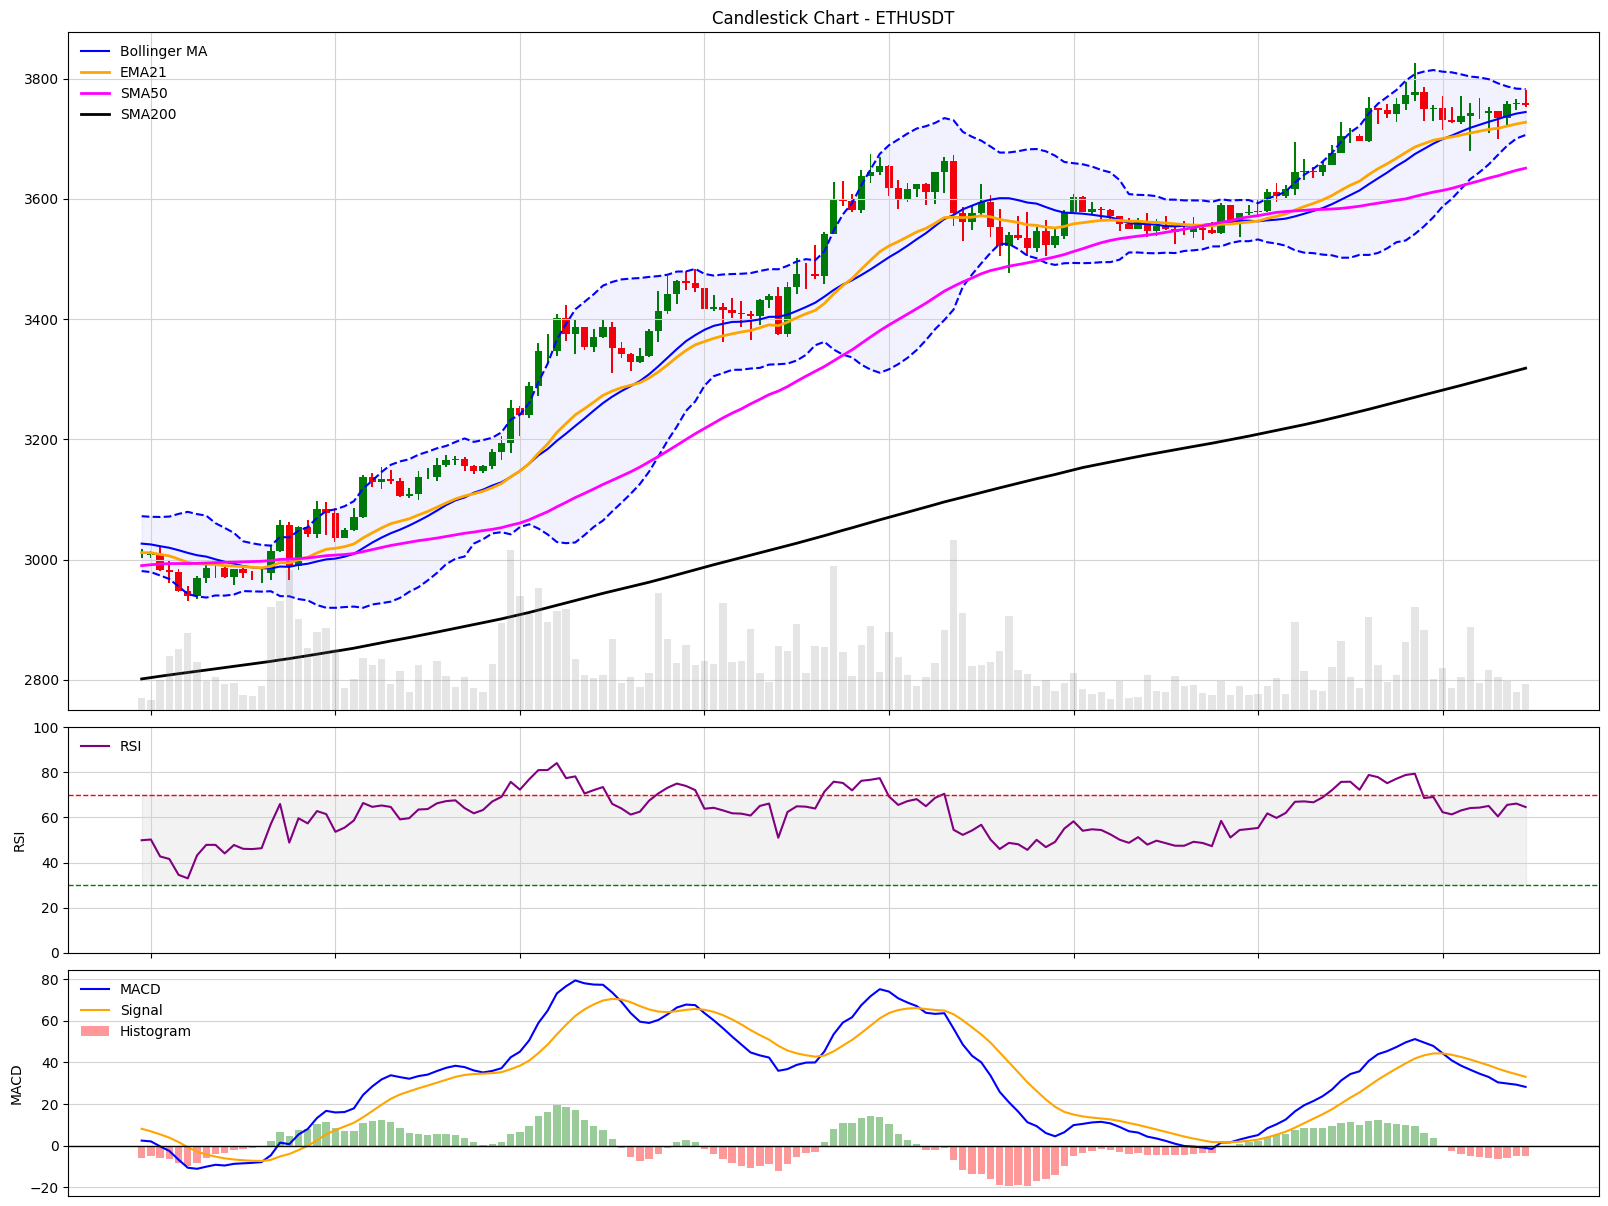 Candlestick Chart - ETHUSDT
Bollinger MA
EMA21
SMA50
SMA200
3800
3600
3400
3200
3000
2800
RSI
100
80
60
40
20
0
RSI
MACD
Signal
Histogram
80
60
40
20
0
−20
MACD